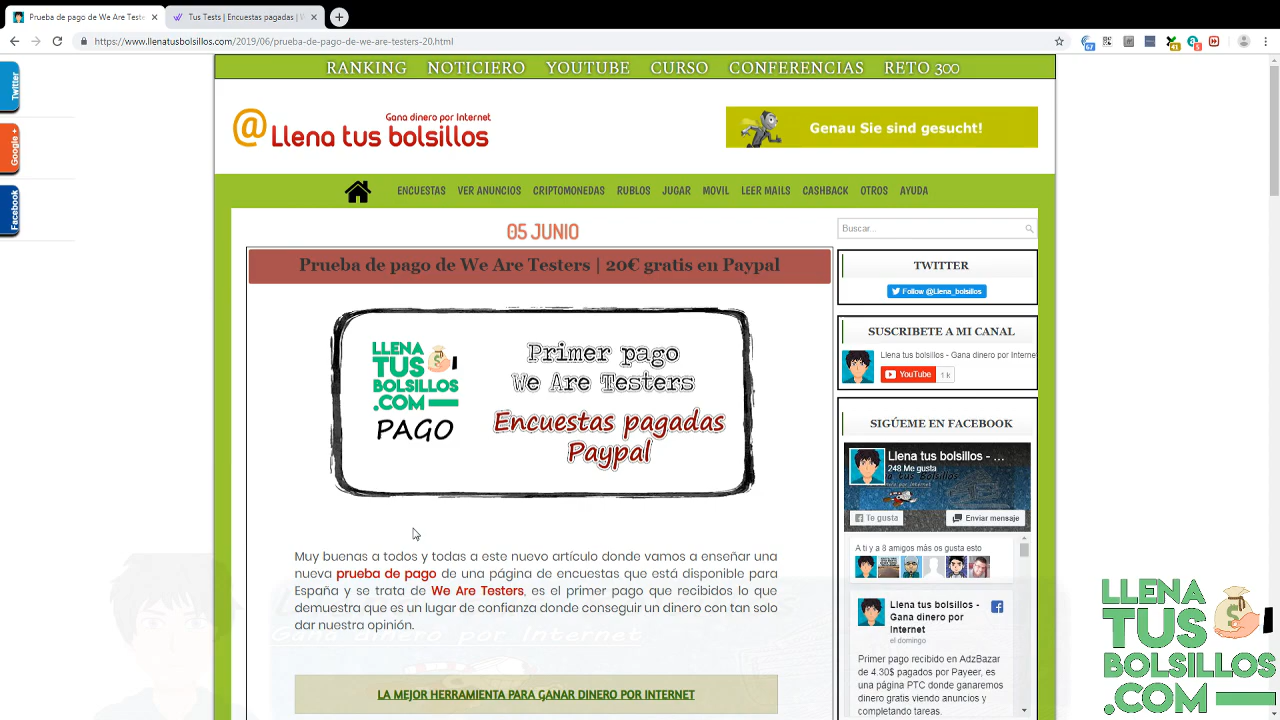 Prueba de pago de We Are Teste
Tus Tests | Encuestas pagadas | W
https://www.llenatusbolsillos.com/2019/06/prueba-de-pago-de-we-are-testers-20.html
RANKING NOTICIERO YOUTUBE CURSO CONFERENCIAS RETO 300
Twitter
Google +
Facebook
Gana dinero por Internet
@Llena tus bolsillos
Genau Sie sind gesucht!
ENCUESTAS VER ANUNCIOS CRIPTOMONEDAS RUBLOS JUGAR MOVIL LEER MAILS CASHBACK OTROS AYUDA
05 JUNIO
Prueba de pago de We Are Testers | 20€ gratis en Paypal
LLENA
TUS
BOLSILLOS
.COM
PAGO
Primer pago
We Are Testers
Encuestas pagadas
Paypal
Muy buenas a todos y todas a este nuevo artículo donde vamos a enseñar una
nueva prueba de pago de una página de encuestas que está disponible para
España y se trata de We Are Testers, es el primer pago que recibidos lo que
demuestra que es un lugar de confianza donde conseguir un dinero con tan solo
dar nuestra opinión.
Gana dinero por Internet
LA MEJOR HERRAMIENTA PARA GANAR DINERO POR INTERNET
Buscar...
TWITTER
Follow @Llena_bolsillos
SUSCRIBETE A MI CANAL
Llena tus bolsillos - Gana dinero por Interne
YouTube 1 k
SIGÚEME EN FACEBOOK
Llena tus bolsillos - ...
248 Me gusta
Te gusta
Enviar mensaje
A ti y a 8 amigos más os gusta esto
Llena tus bolsillos -
Gana dinero por
Internet
el domingo
Primer pago recibido en AdzBazar
de 4.30$ pagados por Payeer, es
una página PTC donde ganaremos
dinero gratis viendo anuncios y
completando tareas.
LLENA
TUS
BOLSILLOS
.COM